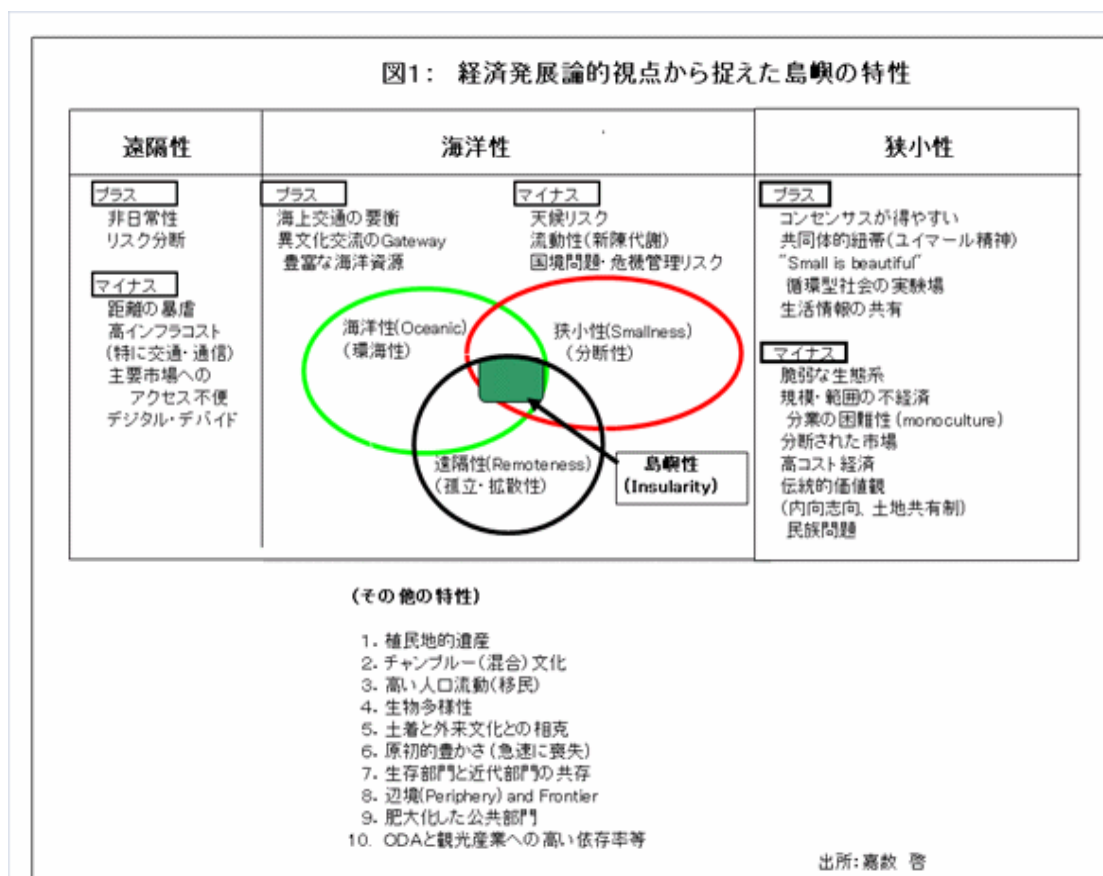 図1： 経済発展論的視点から捉えた島嶼の特性
遠隔性
プラス
非日常性
リスク分断
マイナス
距離の暴虐
高インフラコスト
(特に交通・通信)
主要市場への
アクセス不便
デジタル・デバイド
海洋性
プラス
海上交通の要衝
異文化交流のGateway
豊富な海洋資源
マイナス
天候リスク
流動性(新陳代謝)
国境問題・危機管理リスク
海洋性(Oceanic)
(環海性)
狭小性(Smallness)
(分断性)
遠隔性(Remoteness)
(孤立・拡散性)
島嶼性
(Insularity)
狭小性
プラス
コンセンサスが得やすい
共同体的紐帯(ユイマール精神)
"Small is beautiful"
循環型社会の実験場
生活情報の共有
マイナス
脆弱な生態系
規模・範囲の不経済
分業の困難性(monoculture)
分断された市場
高コスト経済
伝統的価値観
(内向志向、土地共有制)
民族問題
(その他の特性)
1. 植民地的遺産
2. チャンプルー(混合)文化
3. 高い人口流動(移民)
4. 生物多様性
5. 土着と外来文化との相克
6. 原初的豊かさ(急速に喪失)
7. 生存部門と近代部門の共存
8. 辺境(Periphery) and Frontier
9. 肥大化した公共部門
10. ODAと観光産業への高い依存率等
出所：嘉数 啓